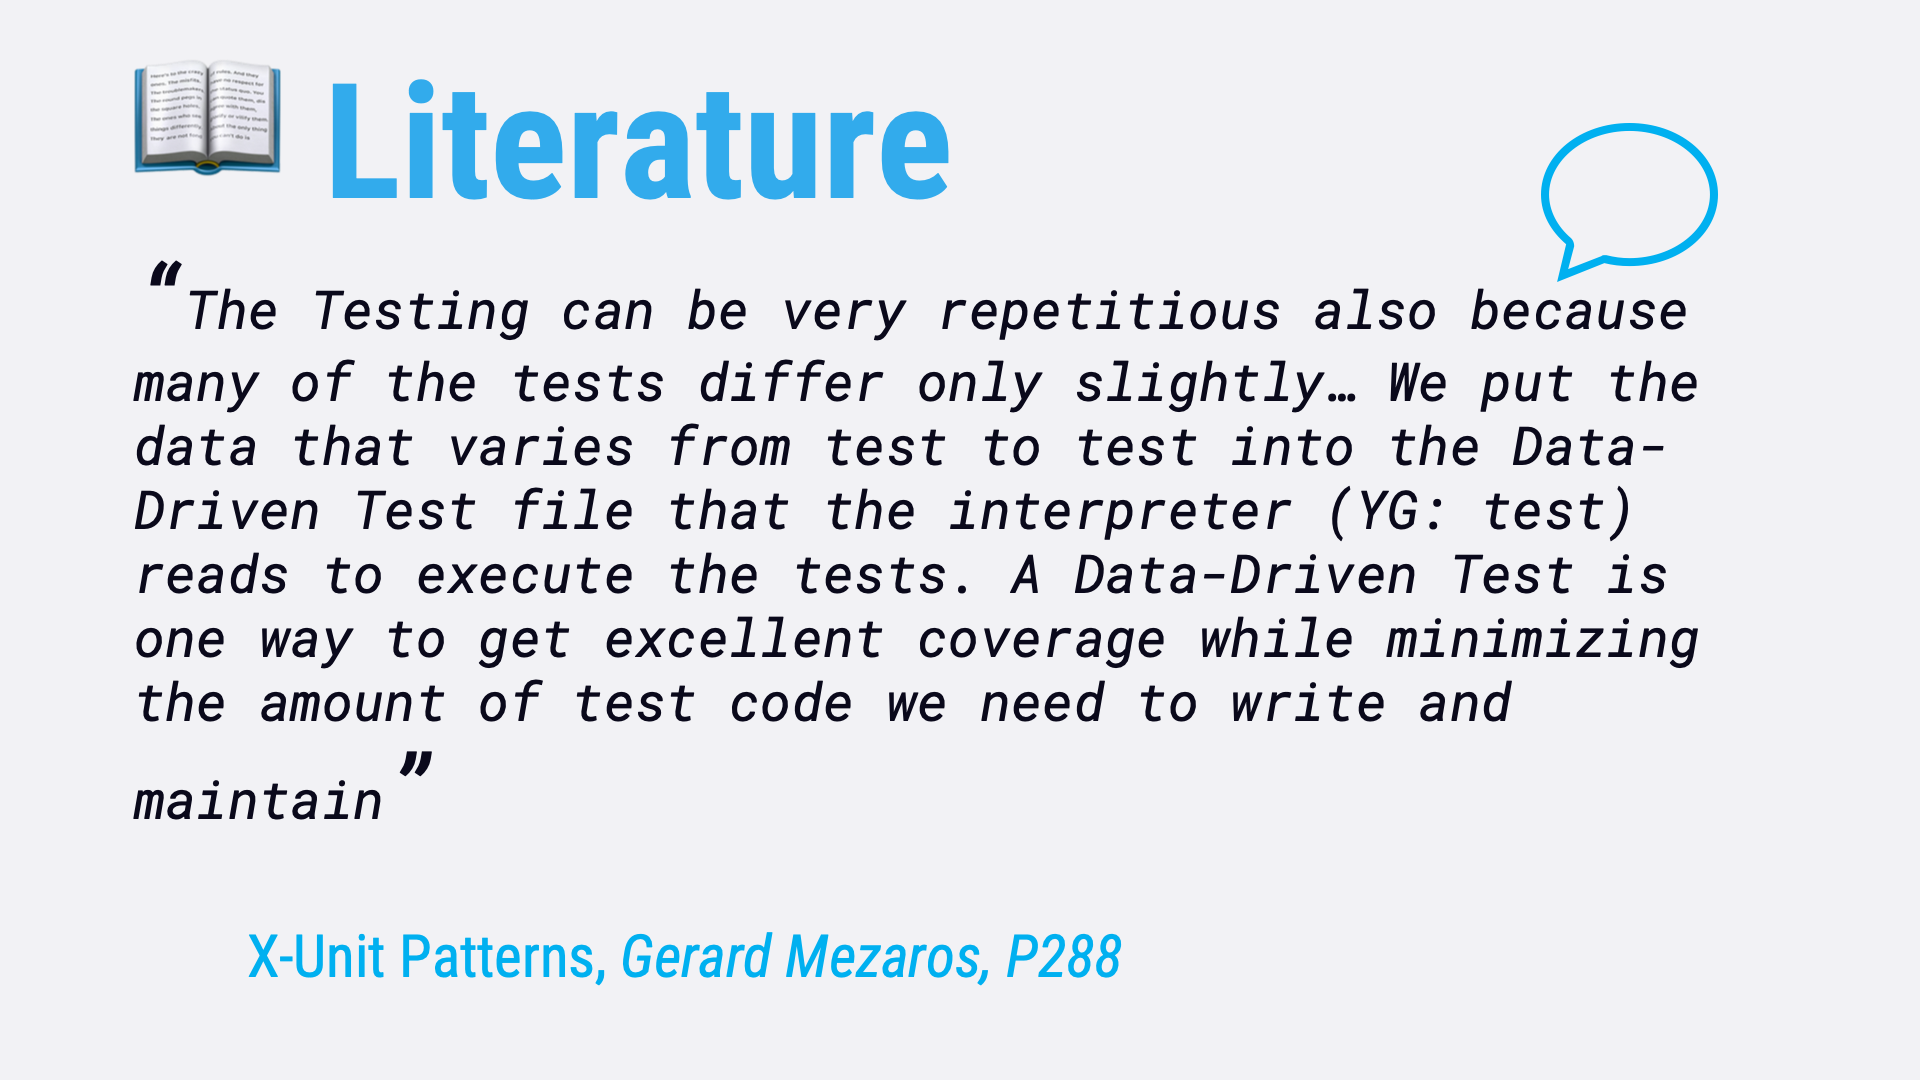 Literature
“The Testing can be very repetitious also because
many of the tests differ only slightly… We put the
data that varies from test to test into the Data-
Driven Test file that the interpreter (YG: test)
reads to execute the tests. A Data-Driven Test is
one way to get excellent coverage while minimizing
the amount of test code we need to write and
maintain”
X-Unit Patterns, Gerard Mezaros, P288